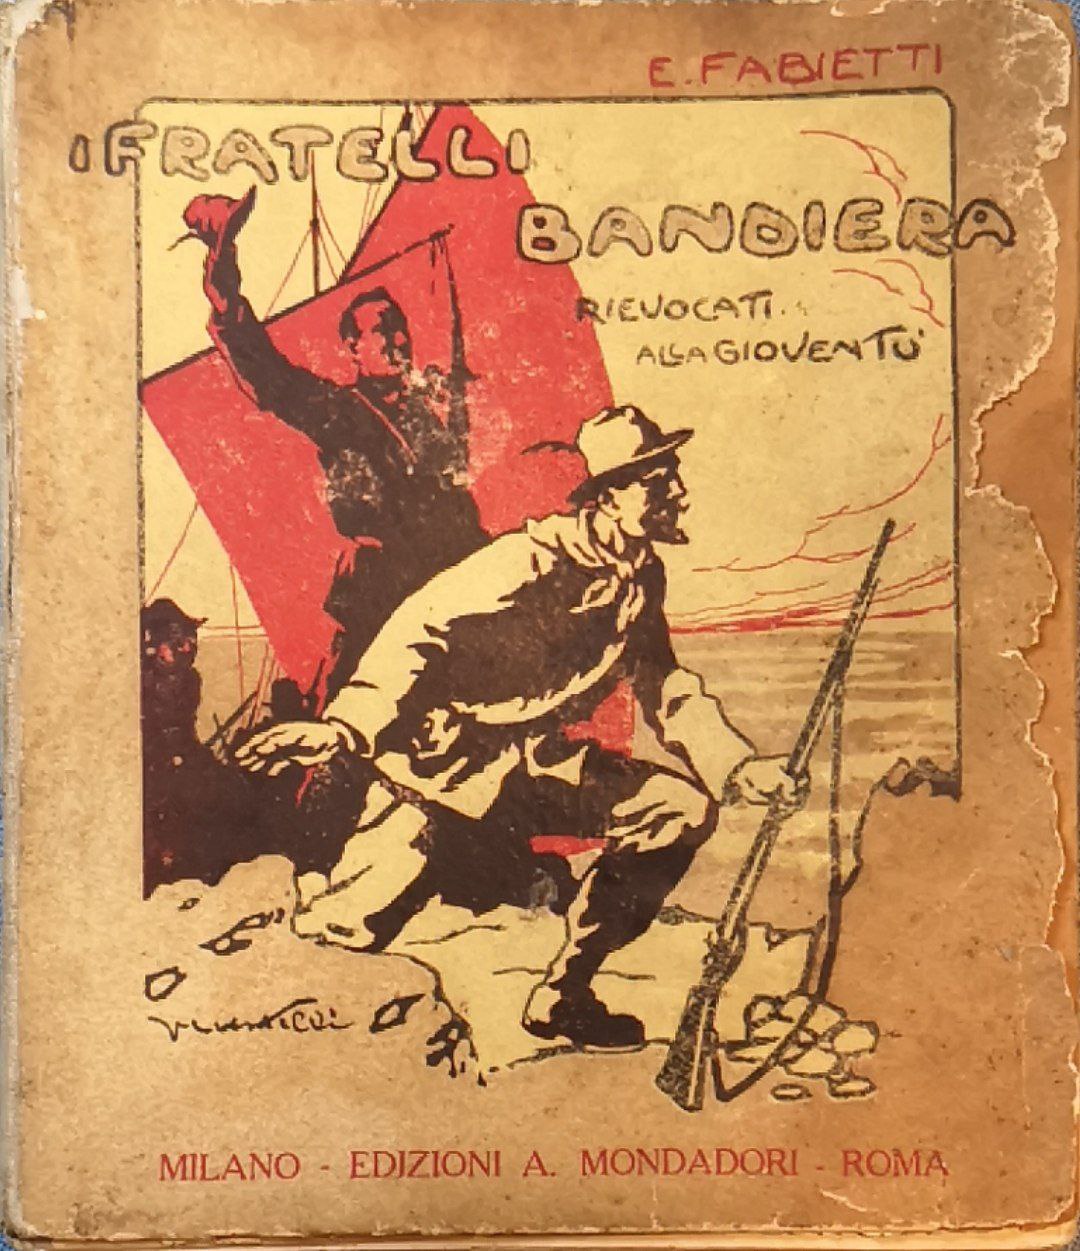 E. FABIETTI
I FRATELLI
BANDIERA
RIEVOCATI
ALLA GIOVENTÙ
MILANO - EDIZIONI A. MONDADORI - ROMA